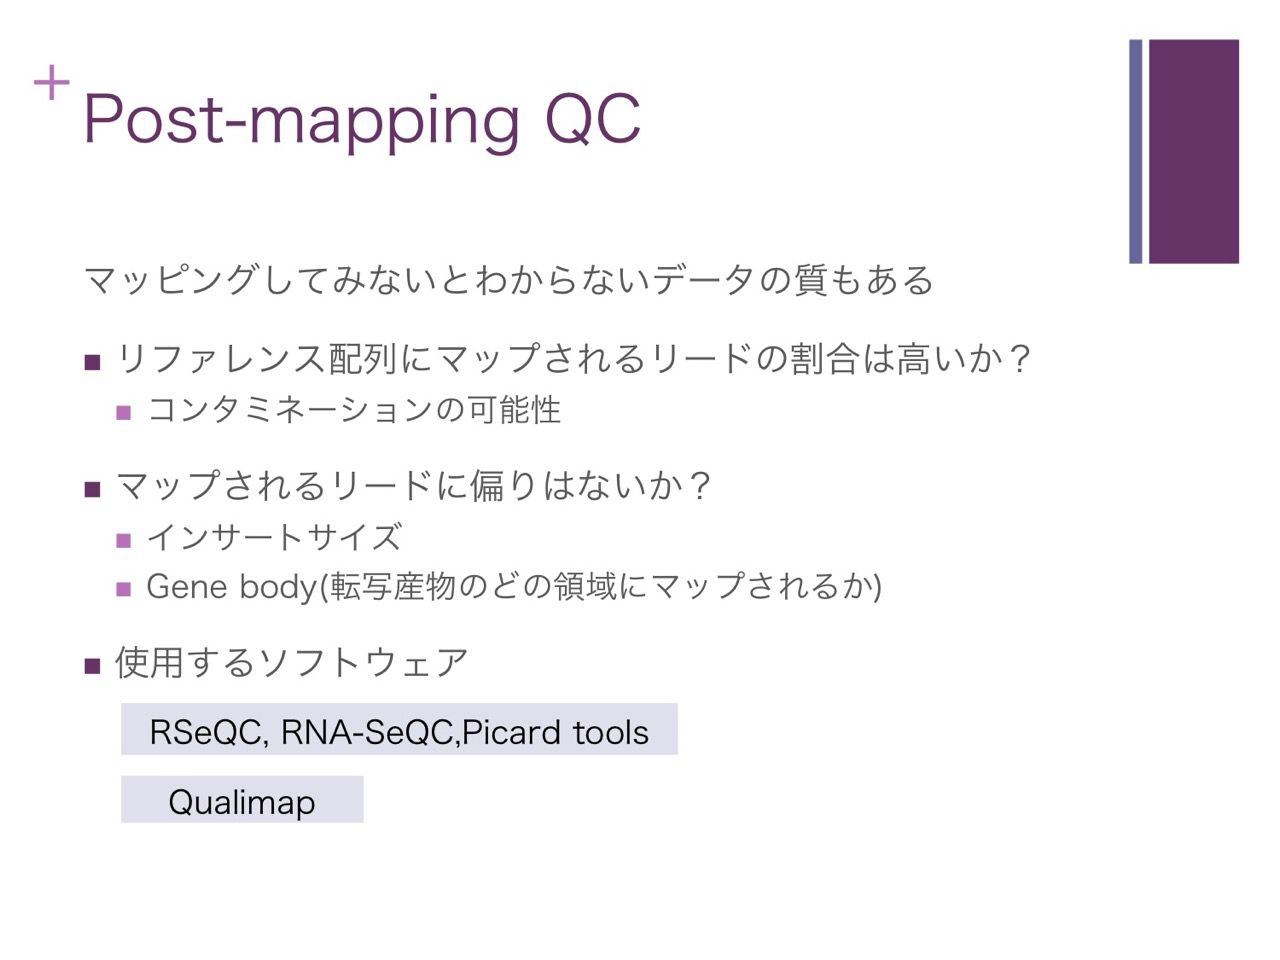 +
Post-mapping QC
マッピングしてみないとわからないデータの質もある
■ リファレンス配列にマップされるリードの割合は高いか？
■ コンタミネーションの可能性
■ マップされるリードに偏りはないか？
■ インサートサイズ
■ Gene body(転写産物のどの領域にマップされるか)
■ 使用するソフトウェア
RSeQC, RNA-SeQC,Picard tools
Qualimap